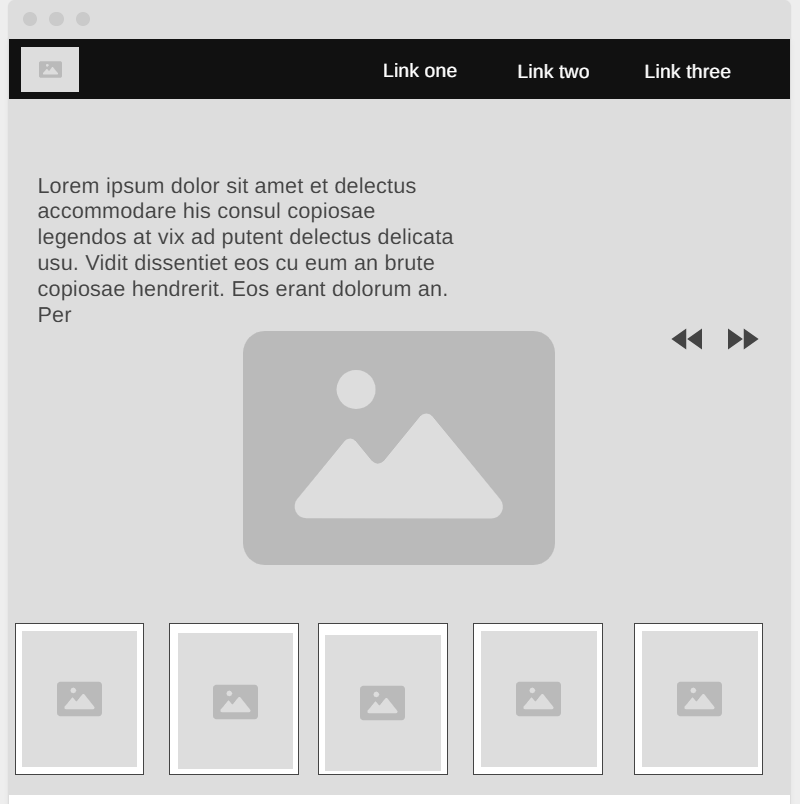 Link one
Link two
Link three
Lorem ipsum dolor sit amet et delectus
accommodare his consul copiosae
legendos at vix ad putent delectus delicata
usu. Vidit dissentiet eos cu eum an brute
copiosae hendrerit. Eos erant dolorum an.
Per